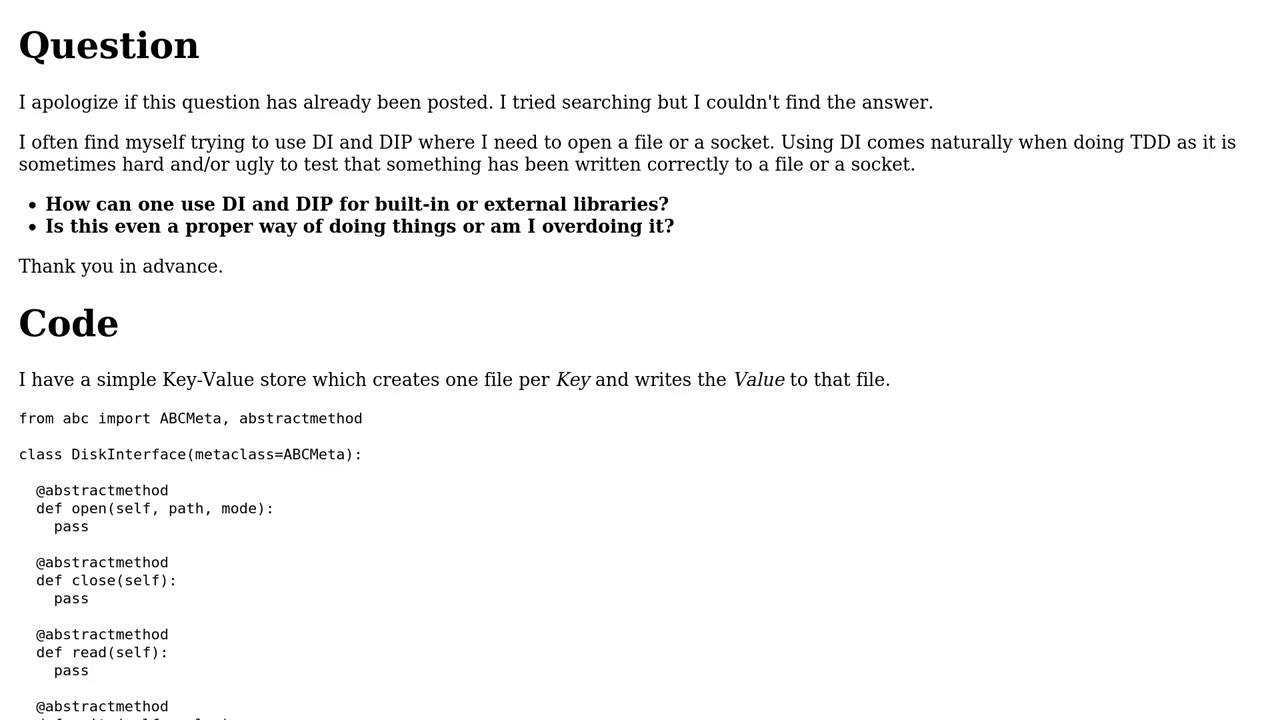 Question
I apologize if this question has already been posted. I tried searching but I couldn't find the answer.
I often find myself trying to use DI and DIP where I need to open a file or a socket. Using DI comes naturally when doing TDD as it is
sometimes hard and/or ugly to test that something has been written correctly to a file or a socket.
• How can one use DI and DIP for built-in or external libraries?
• Is this even a proper way of doing things or am I overdoing it?
Thank you in advance.
Code
I have a simple Key-Value store which creates one file per Key and writes the Value to that file.
from abc import ABCMeta, abstractmethod
class DiskInterface(metaclass=ABCMeta):
@abstractmethod
def open(self, path, mode):
pass
@abstractmethod
def close(self):
pass
@abstractmethod
def read(self):
pass
@abstractmethod